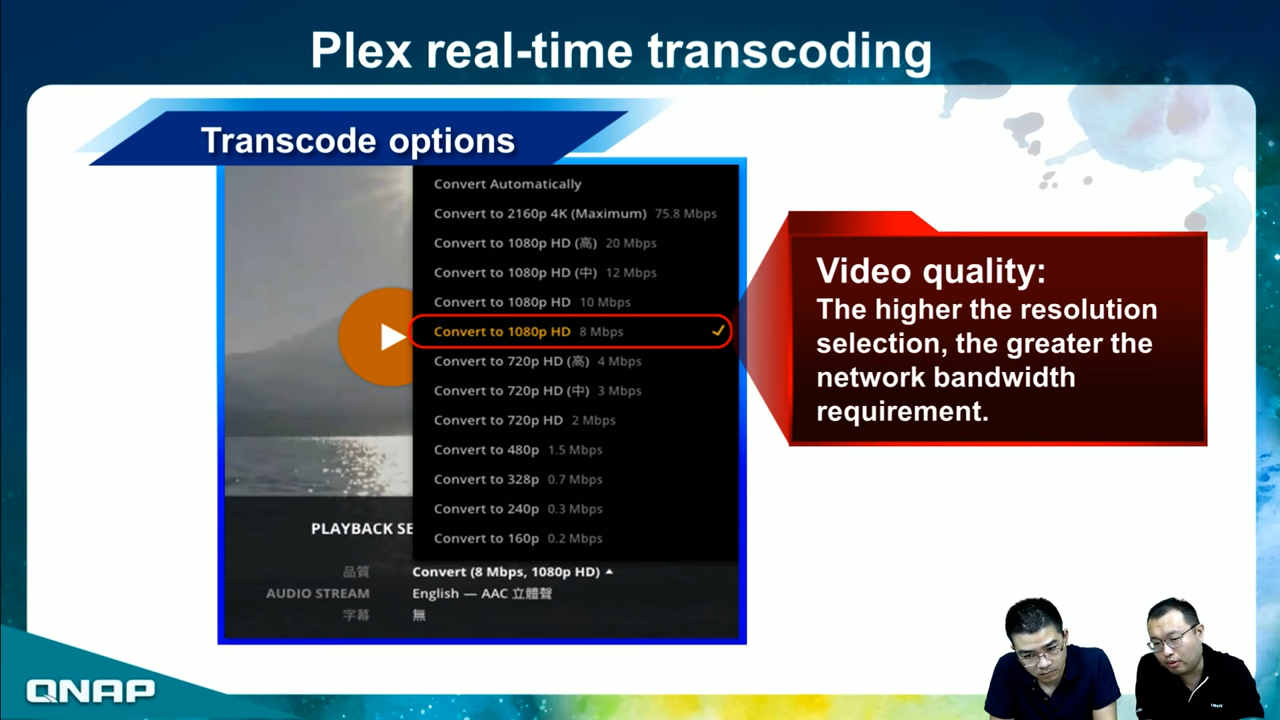 Plex real-time transcoding
Transcode options
Convert Automatically
Convert to 2160p 4K (Maximum) 75.8 Mbps
Convert to 1080p HD (高) 20 Mbps
Convert to 1080p HD (中) 12 Mbps
Convert to 1080p HD 10 Mbps
Convert to 1080p HD 8 Mbps
Convert to 720p HD (高) 4 Mbps
Convert to 720p HD (中) 3 Mbps
Convert to 720p HD 2 Mbps
Convert to 480p 1.5 Mbps
Convert to 328p 0.7 Mbps
Convert to 240p 0.3 Mbps
Convert to 160p 0.2 Mbps
PLAYBACK SE
品質 Convert (8 Mbps, 1080p HD)
AUDIO STREAM English — AAC 立體聲
字幕 無
Video quality:
The higher the resolution
selection, the greater the
network bandwidth
requirement.
QNAP